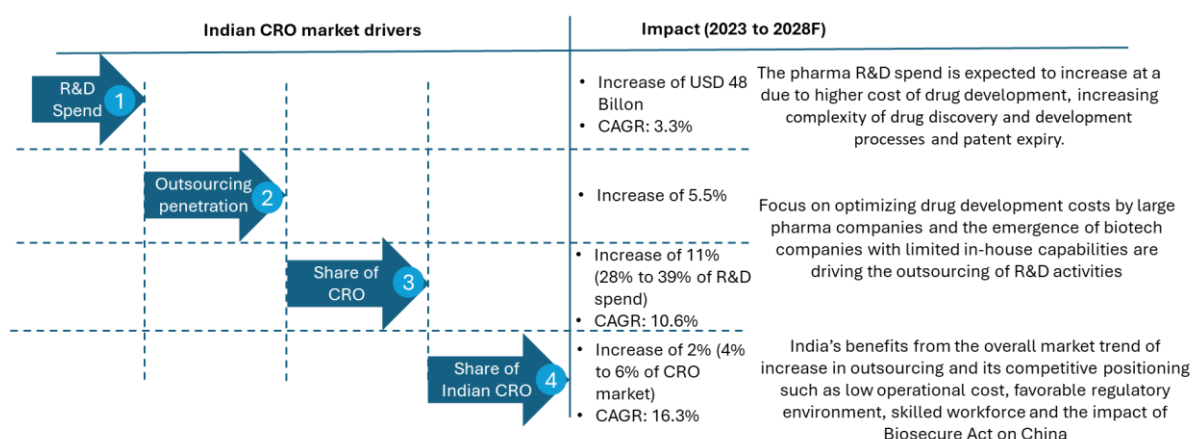 Indian CRO market drivers
Impact (2023 to 2028F)
R&D
Spend
1
• Increase of USD 48
Billon
• CAGR: 3.3%
The pharma R&D spend is expected to increase at a
due to higher cost of drug development, increasing
complexity of drug discovery and development
processes and patent expiry.
Outsourcing
penetration
2
• Increase of 5.5%
Focus on optimizing drug development costs by large
pharma companies and the emergence of biotech
companies with limited in-house capabilities are
driving the outsourcing of R&D activities
Share of
CRO
3
• Increase of 11%
(28% to 39% of R&D
spend)
• CAGR: 10.6%
Share of
Indian CRO
4
• Increase of 2% (4%
to 6% of CRO
market)
• CAGR: 16.3%
India's benefits from the overall market trend of
increase in outsourcing and its competitive positioning
such as low operational cost, favorable regulatory
environment, skilled workforce and the impact of
Biosecure Act on China